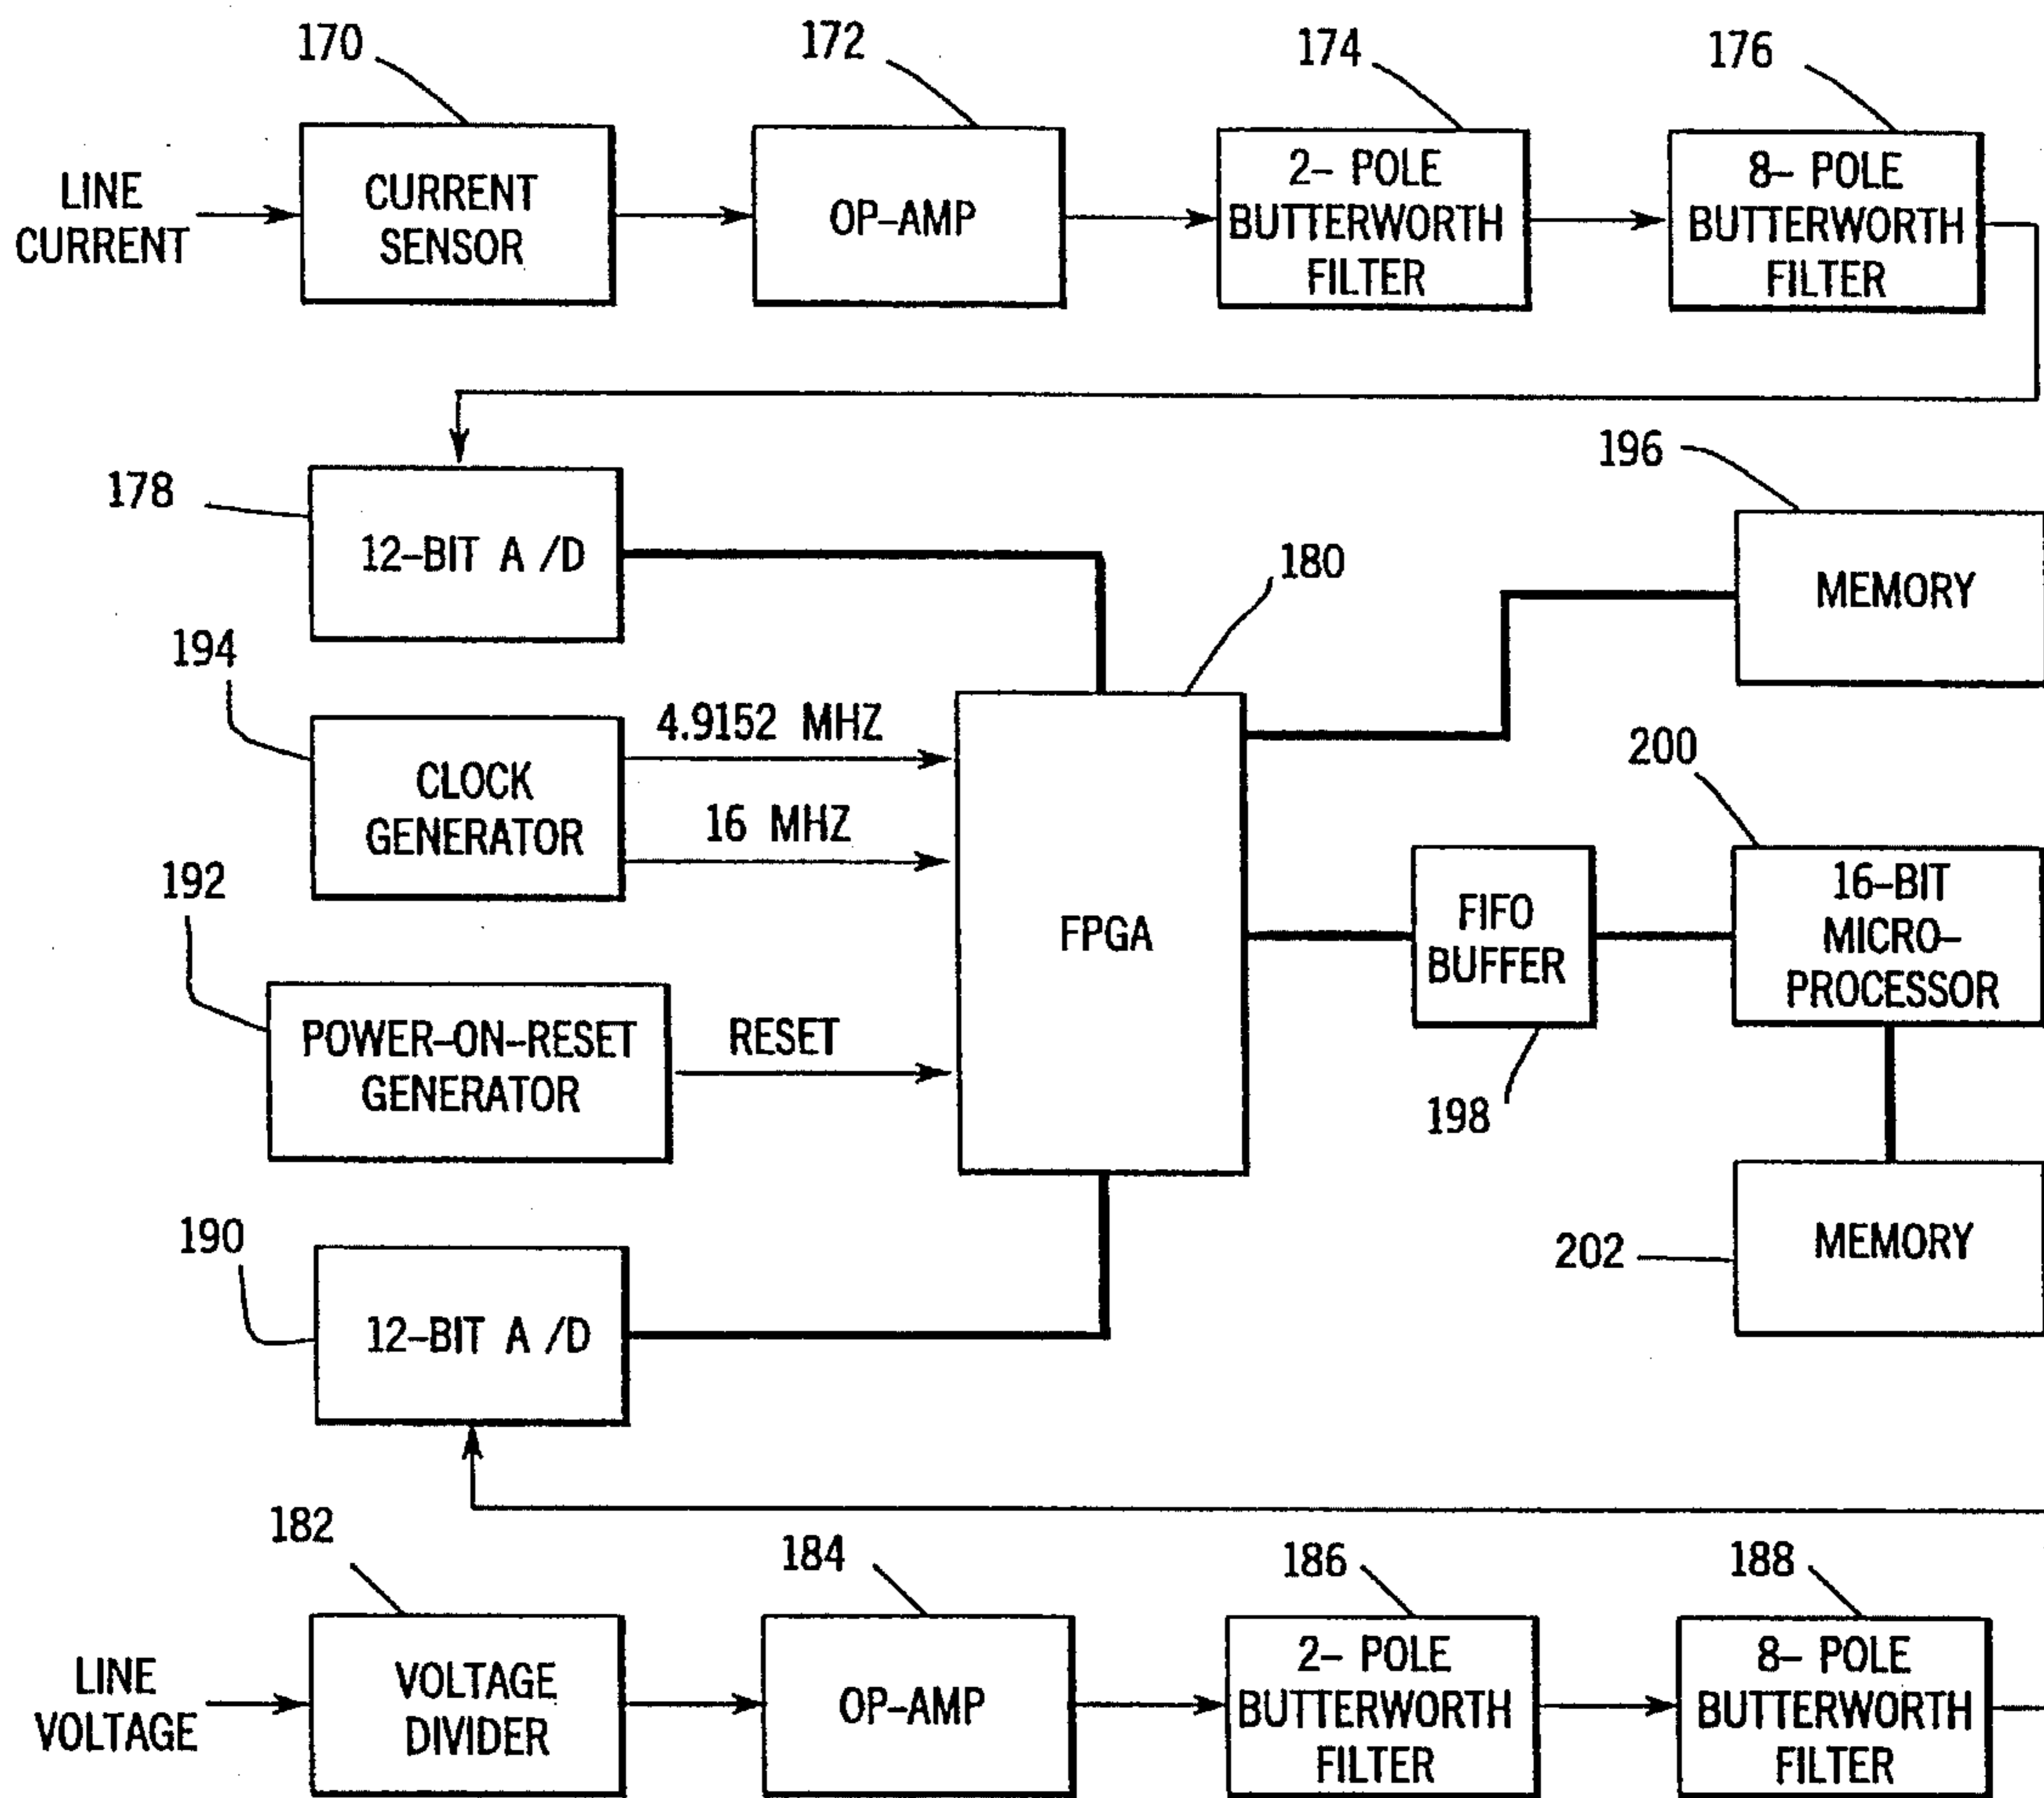 170
172
174
176
LINE
CURRENT
CURRENT
SENSOR
OP-AMP
2- POLE
BUTTERWORTH
FILTER
8- POLE
BUTTERWORTH
FILTER
178
12-BIT A /D
196
MEMORY
180
194
CLOCK
GENERATOR
4.9152 MHZ
16 MHZ
200
16-BIT
MICRO-
PROCESSOR
FPGA
FIFO
BUFFER
198
192
POWER-ON-RESET
GENERATOR
RESET
190
12-BIT A /D
202
MEMORY
182
184
186
188
LINE
VOLTAGE
VOLTAGE
DIVIDER
OP-AMP
2- POLE
BUTTERWORTH
FILTER
8- POLE
BUTTERWORTH
FILTER